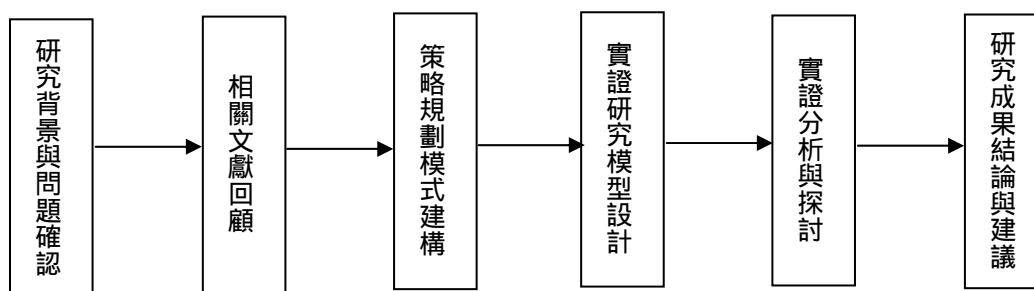 研究背景與問題確認
相關文獻回顧
策略規劃模式建構
實證研究模型設計
實證分析與探討
研究成果結論與建議